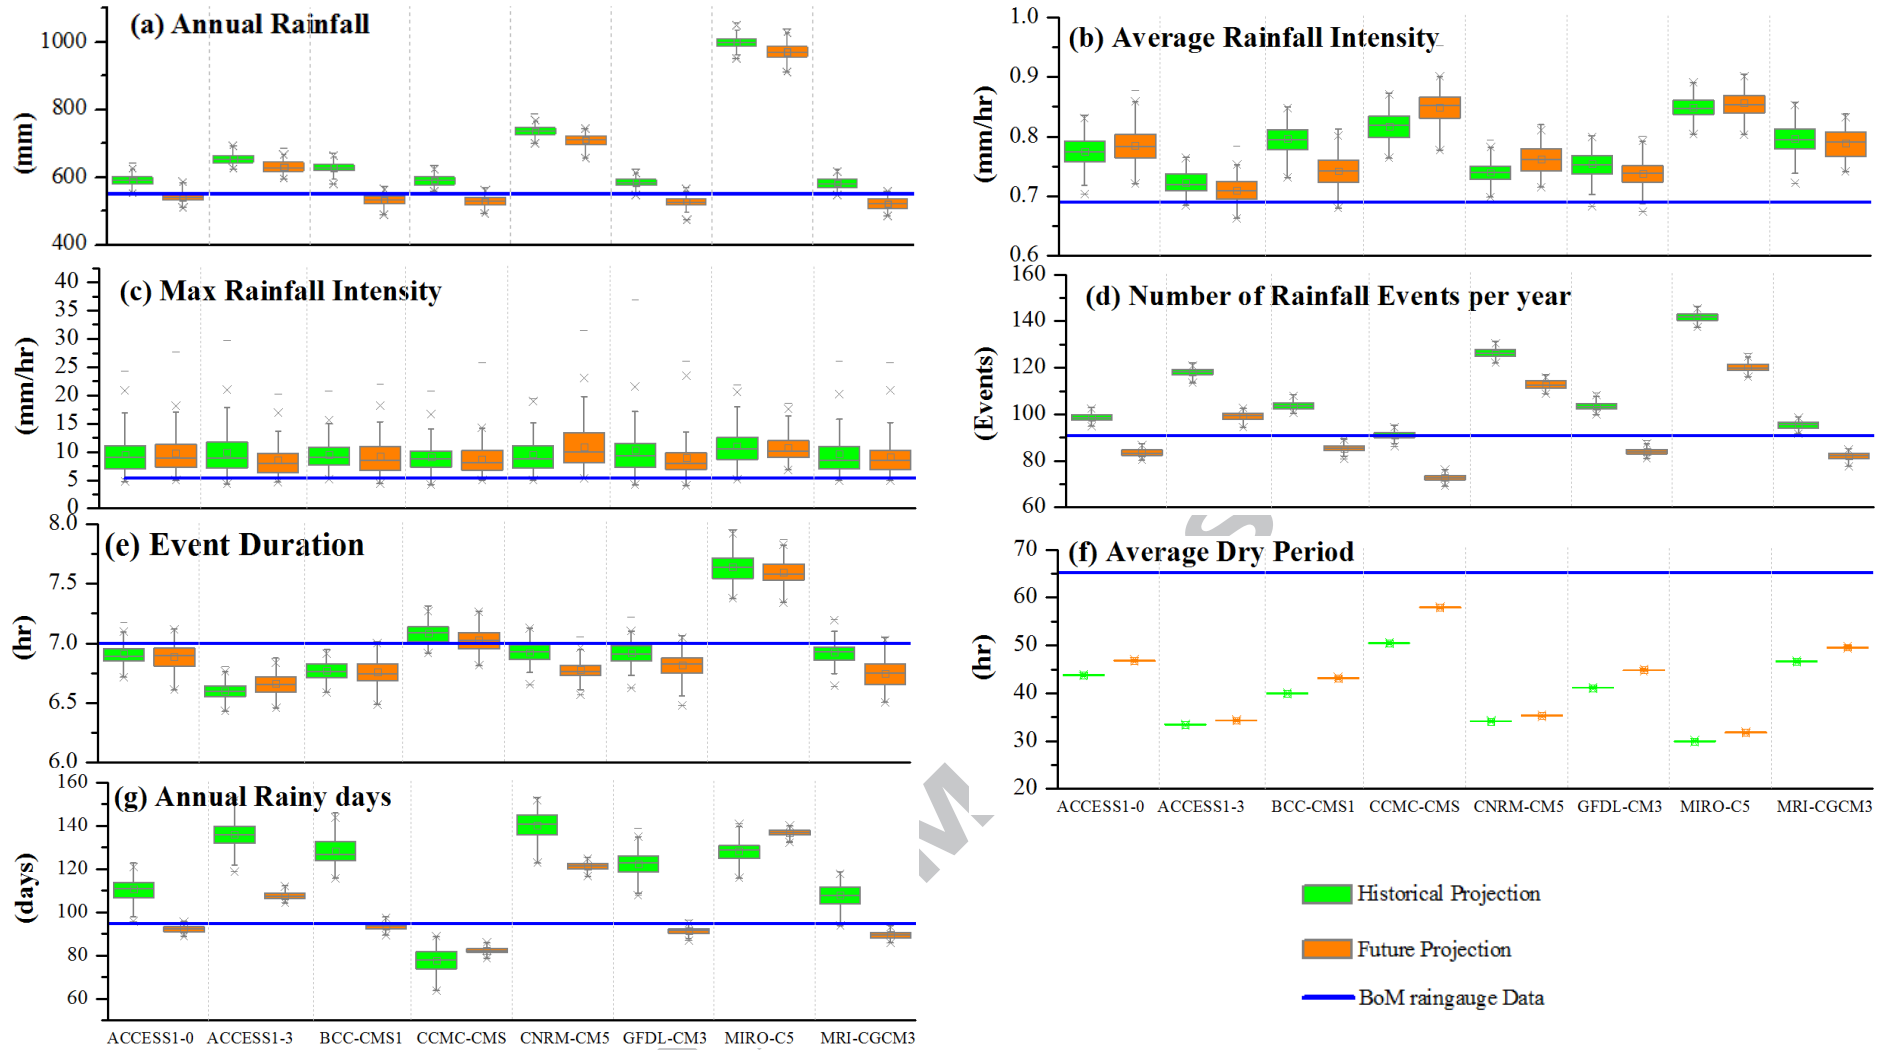 (a) Annual Rainfall
1000
800
600
400
(mm)
(b) Average Rainfall Intensity
1.0
0.9
0.8
0.7
0.6
(mm/hr)
(c) Max Rainfall Intensity
40
35
30
25
20
15
10
5
0
(mm/hr)
(d) Number of Rainfall Events per year
160
140
120
100
80
60
(Events)
(e) Event Duration
8.0
7.5
7.0
6.5
6.0
(hr)
(f) Average Dry Period
70
60
50
40
30
20
(hr)
ACCESS1-0 ACCESS1-3 BCC-CMS1 CCMC-CMS CNRM-CM5 GFDL-CM3 MIRO-C5 MRI-CGCM3
(g) Annual Rainy days
160
140
120
100
80
60
(days)
ACCESS1-0 ACCESS1-3 BCC-CMS1 CCMC-CMS CNRM-CM5 GFDL-CM3 MIRO-C5 MRI-CGCM3
Historical Projection
Future Projection
BoM raingauge Data
S
M